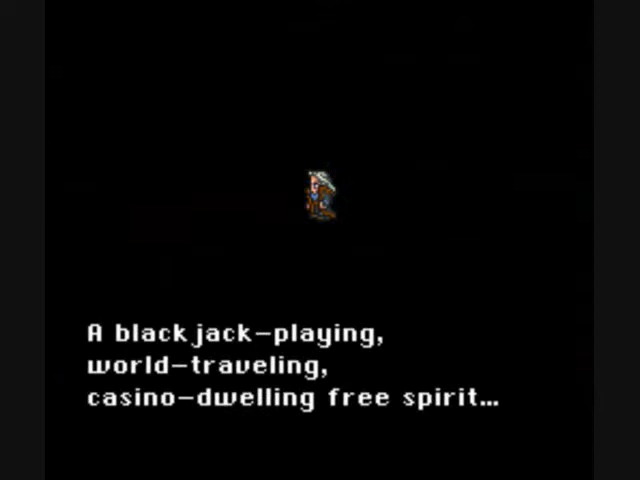 A blackjack-playing,
world-traveling,
casino-dwelling free spirit...